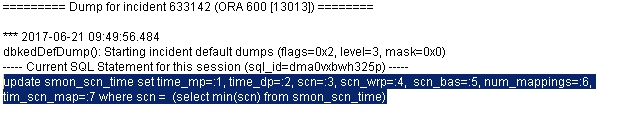 ========= Dump for incident 633142 (ORA 600 [13013]) ========
*** 2017-06-21 09:49:56.484
dbkedDefDump(): Starting incident default dumps (flags=0x2, level=3, mask=0x0)
----- Current SQL Statement for this session (sql_id=dma0vxbwh325p) -----
update smon_scn_time set time_mp=:1, time_dp=:2, scn=:3, scn_wrp=:4,  scn_bas=:5, num_mappings=:6,
tim_scn_map=:7 where scn =  (select min(scn) from smon_scn_time)